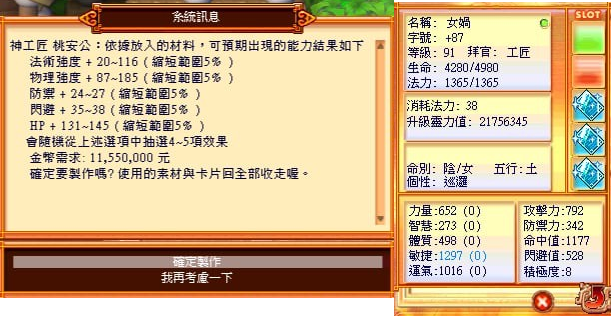 系統訊息
神工匠 桃安公：依據放入的材料，可預期出現的能力結果如下
法術強度 + 20~116 ( 縮短範圍5% )
物理強度 + 87~185 ( 縮短範圍5% )
防禦 + 24~27 ( 縮短範圍5% )
閃避 + 35~38 ( 縮短範圍5% )
HP + 131~145 ( 縮短範圍5% )
會隨機從上述選項中抽選4~5項效果
金幣需求: 11,550,000 元
確定要製作嗎? 使用的素材與卡片回全部收走喔。
確定製作
我再考慮一下
名稱: 女媧
字號: +87
等級: 91 拜官: 工匠
生命: 4280/4980
法力: 1365/1365
消耗法力: 38
升級靈力值: 21756345
命別: 陰/女 五行: 土
個性: 巡邏
力量:652 (0) 攻擊力:792
智慧:273 (0) 防禦力:342
體質:498 (0) 命中值:1177
敏捷:1297 (0) 閃避值:528
運氣:1016 (0) 積極度:8
SLOT